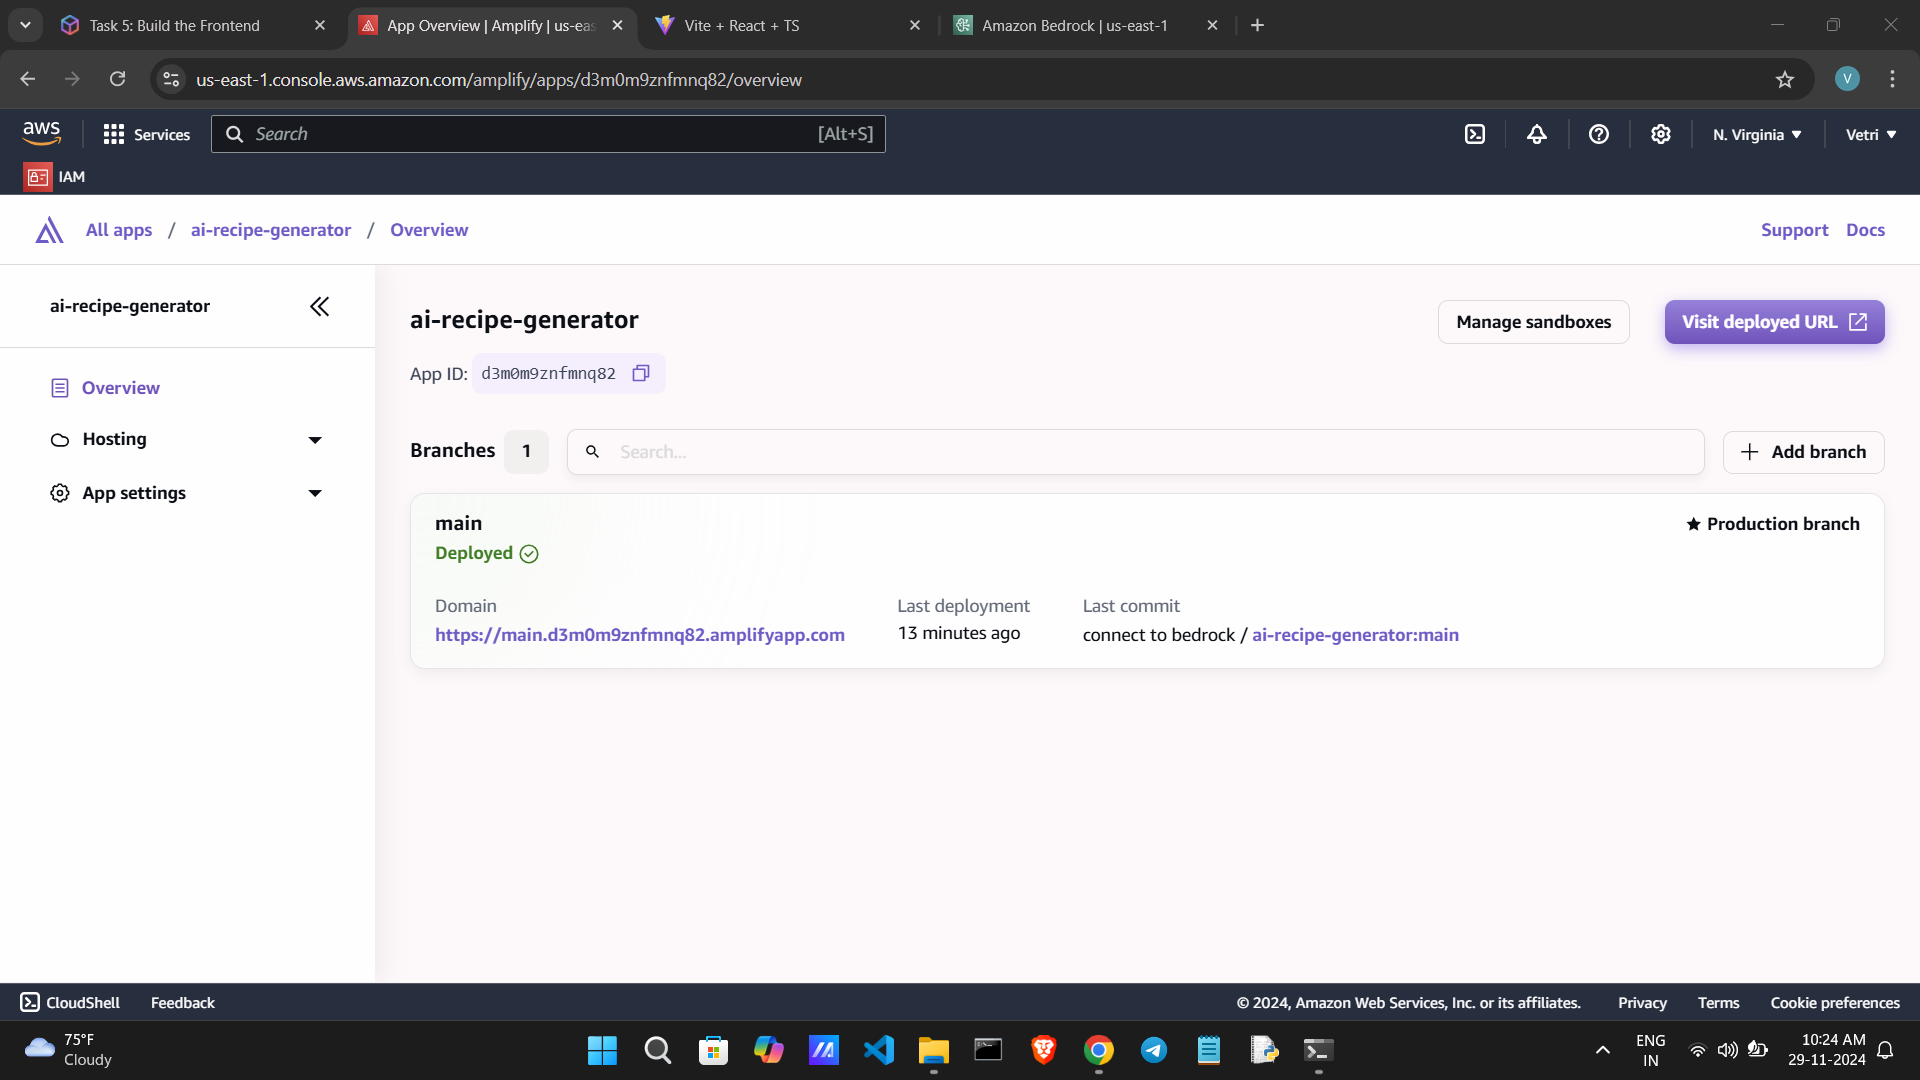 Task 5: Build the Frontend
App Overview | Amplify | us-eas
Vite + React + TS
Amazon Bedrock | us-east-1
us-east-1.console.aws.amazon.com/amplify/apps/d3m0m9znfmnq82/overview
V
aws
Services
Search
[Alt+S]
N. Virginia
Vetri
IAM
All apps / ai-recipe-generator / Overview
Support
Docs
ai-recipe-generator
Overview
Hosting
App settings
ai-recipe-generator
Manage sandboxes
Visit deployed URL
App ID: d3m0m9znfmnq82
Branches 1
Search...
Add branch
main
Production branch
Deployed
Domain
https://main.d3m0m9znfmnq82.amplifyapp.com
Last deployment
13 minutes ago
Last commit
connect to bedrock / ai-recipe-generator:main
CloudShell
Feedback
© 2024, Amazon Web Services, Inc. or its affiliates.
Privacy
Terms
Cookie preferences
75°F
Cloudy
ENG
IN
10:24 AM
29-11-2024